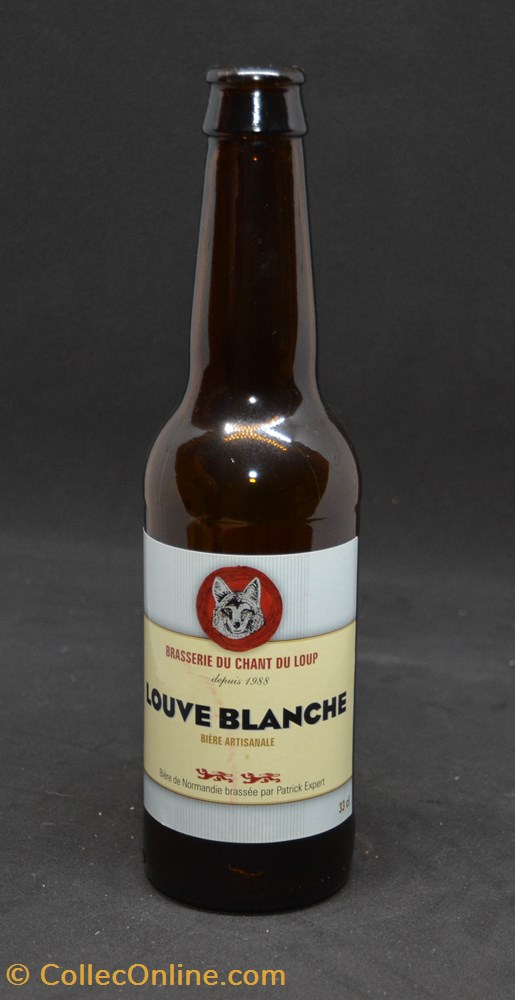 BRASSERIE DU CHANT DU LOUP
depuis 1988
LOUVE BLANCHE
BIÈRE ARTISANALE
Bière de Normandie brassée par Patrick Expert
33 cl
© CollecOnline.com